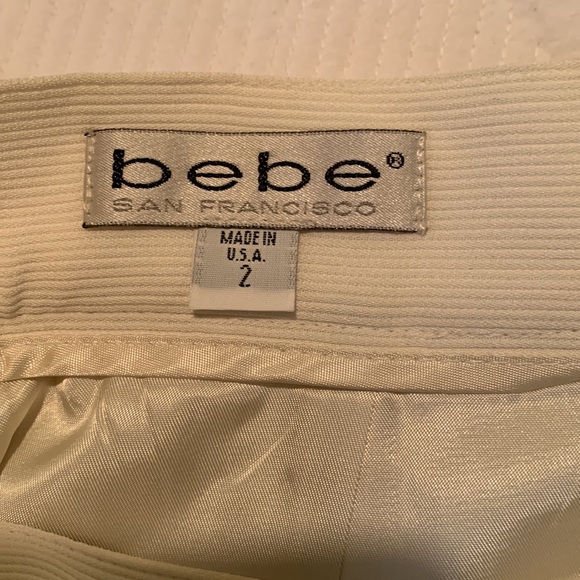 bebe®
SAN FRANCISCO
MADE IN
U.S.A.
2